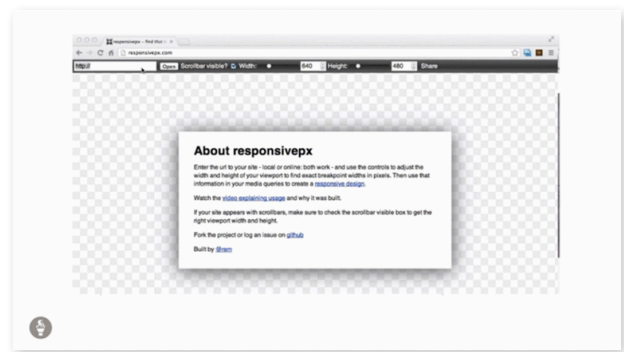 responsivepx - find that
responsivepx.com
http://
Open Scrollbar visible? Width: 640 Height: 480 Share
About responsivepx
Enter the url to your site - local or online: both work - and use the controls to adjust the
width and height of your viewport to find exact breakpoint widths in pixels. Then use that
information in your media queries to create a responsive design.
Watch the video explaining usage and why it was built.
If your site appears with scrollbars, make sure to check the scrollbar visible box to get the
right viewport width and height.
Fork the project or log an issue on github
Built by @rem